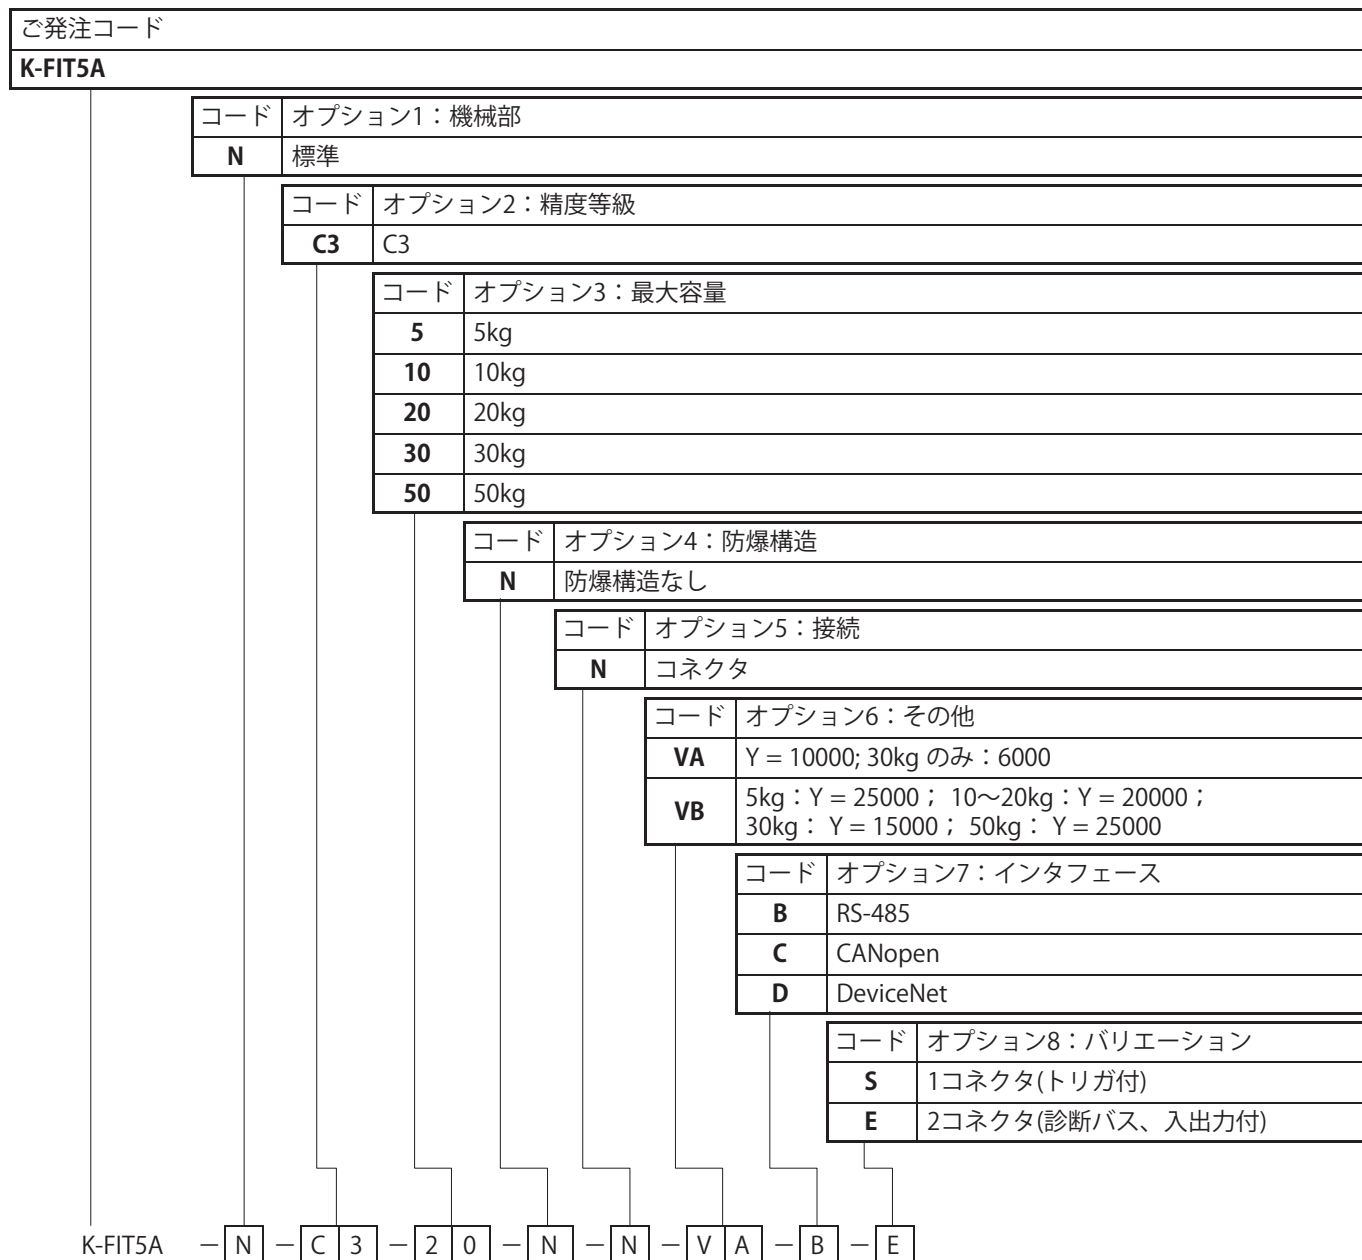 ご発注コード
K-FIT5A
コード オプション1：機械部
N 標準
コード オプション2：精度等級
C3 C3
コード オプション3：最大容量
5 5kg
10 10kg
20 20kg
30 30kg
50 50kg
コード オプション4：防爆構造
N 防爆構造なし
コード オプション5：接続
N コネクタ
コード オプション6：その他
VA Y = 10000; 30kg のみ：6000
VB 5kg：Y = 25000； 10〜20kg：Y = 20000；
30kg： Y = 15000； 50kg： Y = 25000
コード オプション7：インタフェース
B RS-485
C CANopen
D DeviceNet
コード オプション8：バリエーション
S 1コネクタ(トリガ付)
E 2コネクタ(診断バス、入出力付)
K-FIT5A － N － C 3 － 2 0 － N － N － V A － B － E